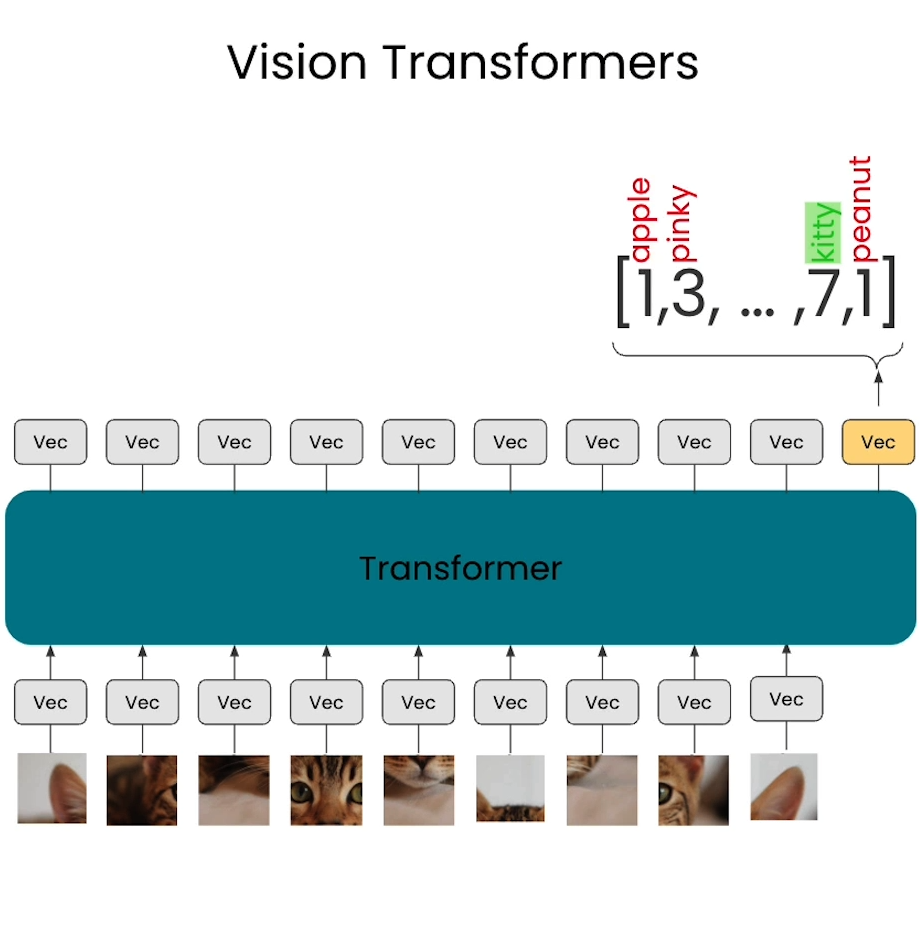 Vision Transformers
apple
pinky
kitty
peanut
[1,3, ... ,7,1]
Vec Vec Vec Vec Vec Vec Vec Vec Vec Vec
Transformer
Vec Vec Vec Vec Vec Vec Vec Vec Vec